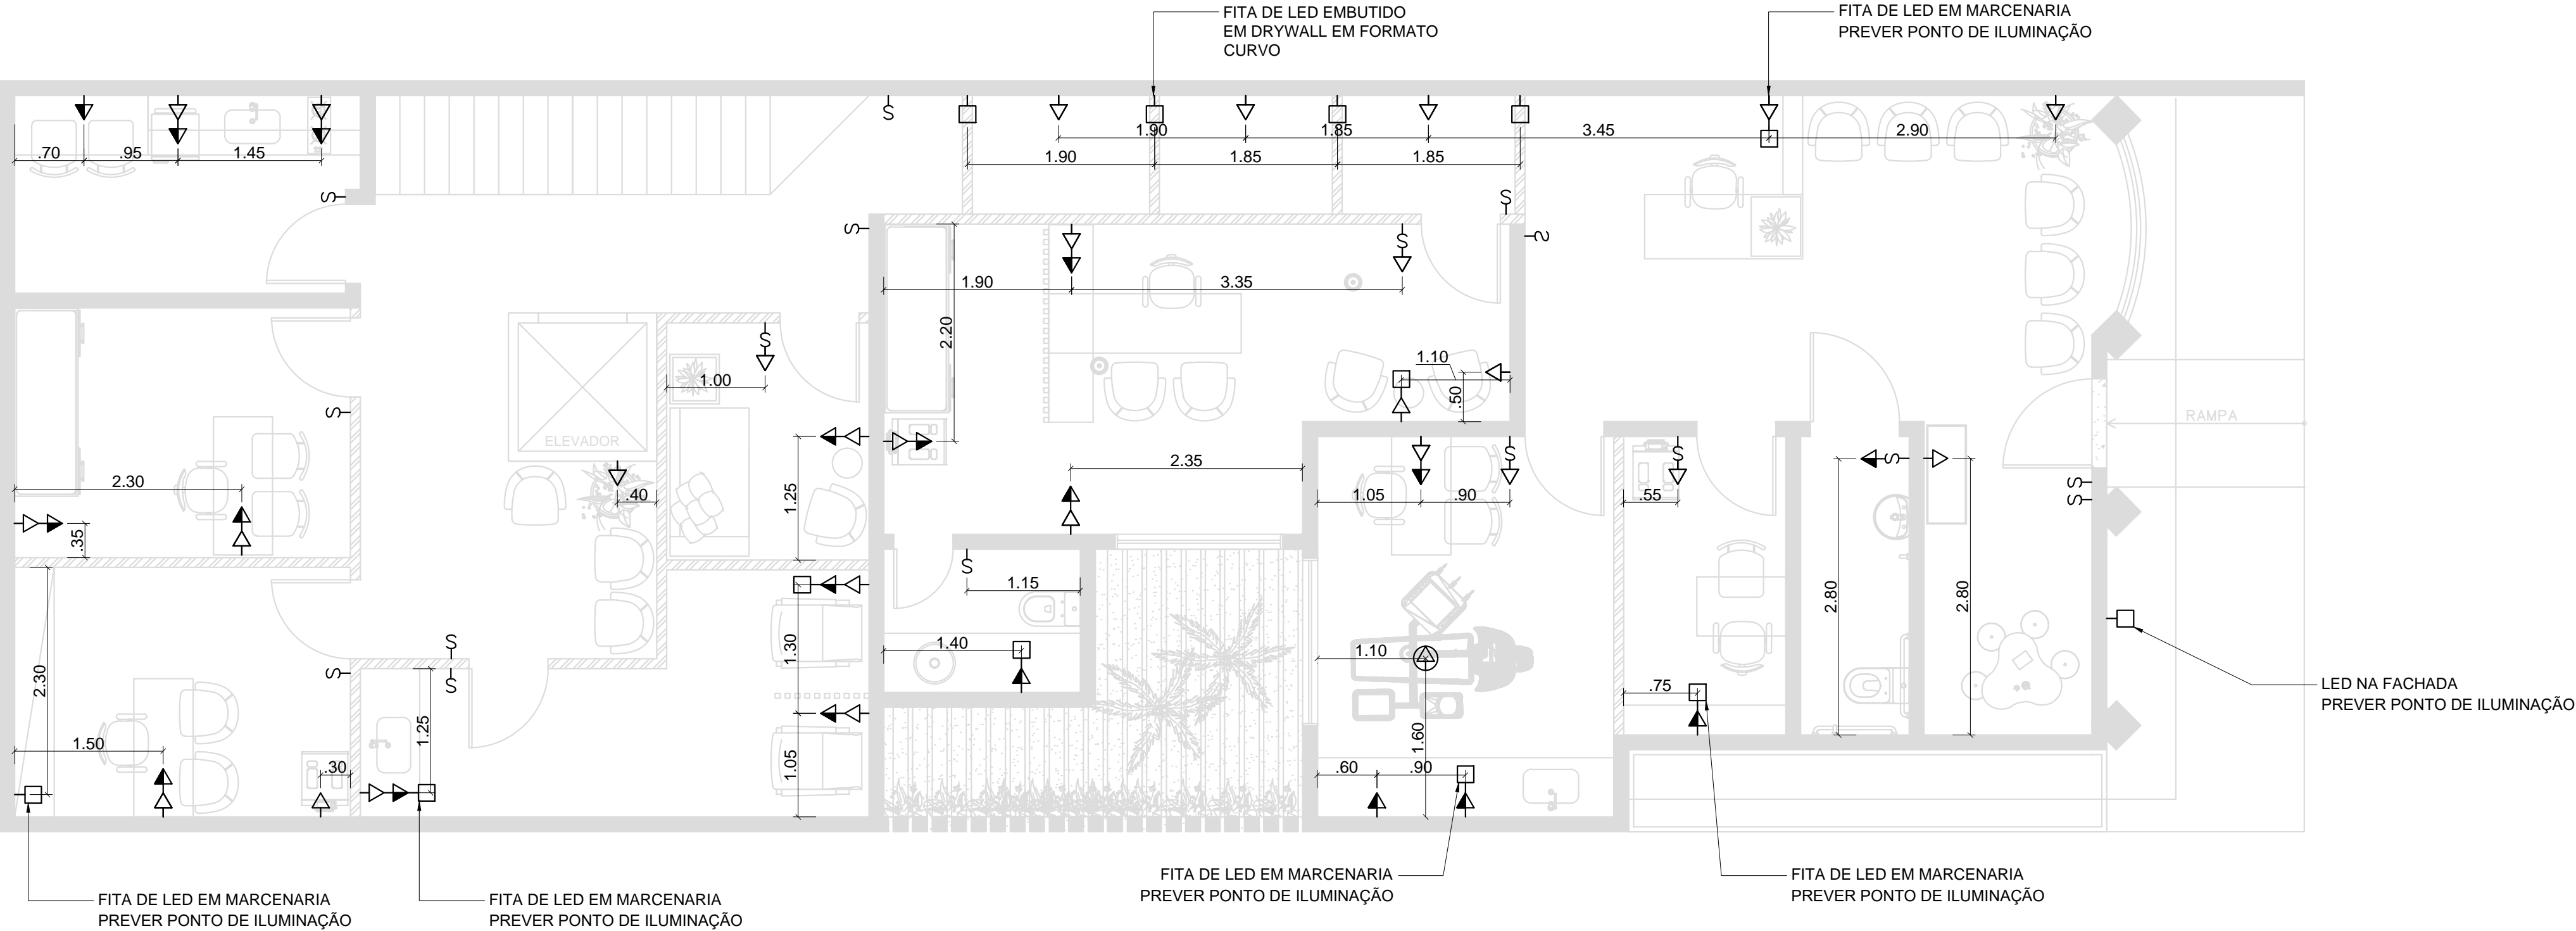 FITA DE LED EMBUTIDO
EM DRYWALL EM FORMATO
CURVO
FITA DE LED EM MARCENARIA
PREVER PONTO DE ILUMINAÇÃO
S
1.90
1.85
3.45
2.90
.70
.95
1.45
1.90
1.85
1.85
S
S
S
S
S
S
1.90
3.35
2.20
S
1.00
1.10
.50
S
RAMPA
ELEVADOR
1.25
2.35
S
S
S
2.30
.40
1.05
.90
.55
S
S
.35
S
1.15
2.80
2.80
1.30
1.40
1.10
2.30
S
S
S
.75
LED NA FACHADA
PREVER PONTO DE ILUMINAÇÃO
1.25
1.60
1.50
.30
1.05
.60
.90
FITA DE LED EM MARCENARIA
PREVER PONTO DE ILUMINAÇÃO
FITA DE LED EM MARCENARIA
PREVER PONTO DE ILUMINAÇÃO
FITA DE LED EM MARCENARIA
PREVER PONTO DE ILUMINAÇÃO
FITA DE LED EM MARCENARIA
PREVER PONTO DE ILUMINAÇÃO